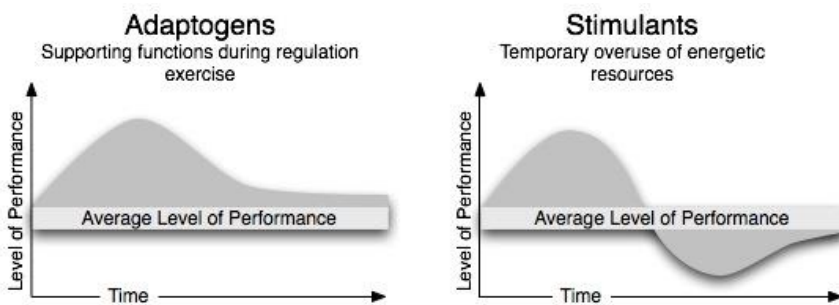 Adaptogens
Supporting functions during regulation
exercise
Level of Performance
Average Level of Performance
Time
Stimulants
Temporary overuse of energetic
resources
Level of Performance
Average Level of Performance
Time